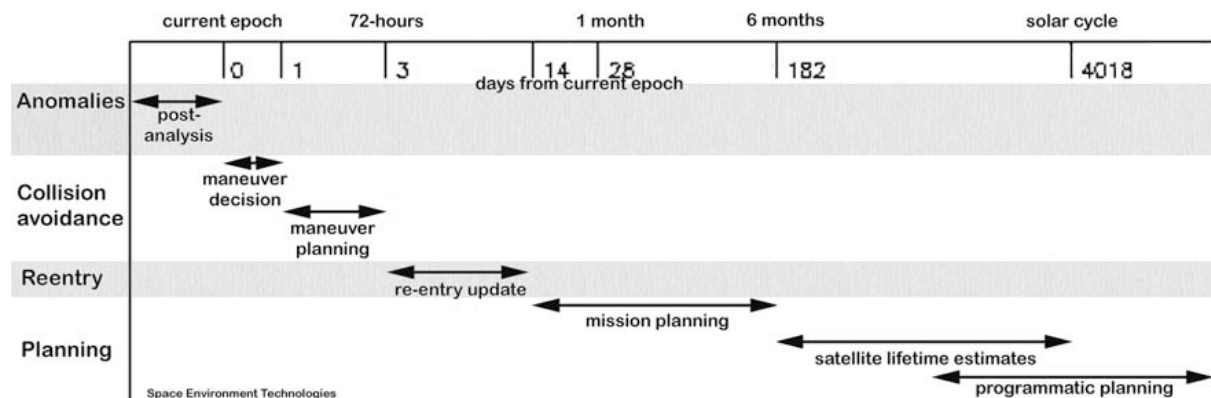 current epoch 72-hours 1 month 6 months solar cycle
0 1 3 14 28 182 4018
days from current epoch
Anomalies
post-
analysis
maneuver
decision
Collision
avoidance
maneuver
planning
Reentry
re-entry update
mission planning
Planning
satellite lifetime estimates
programmatic planning
Space Environment Technologies